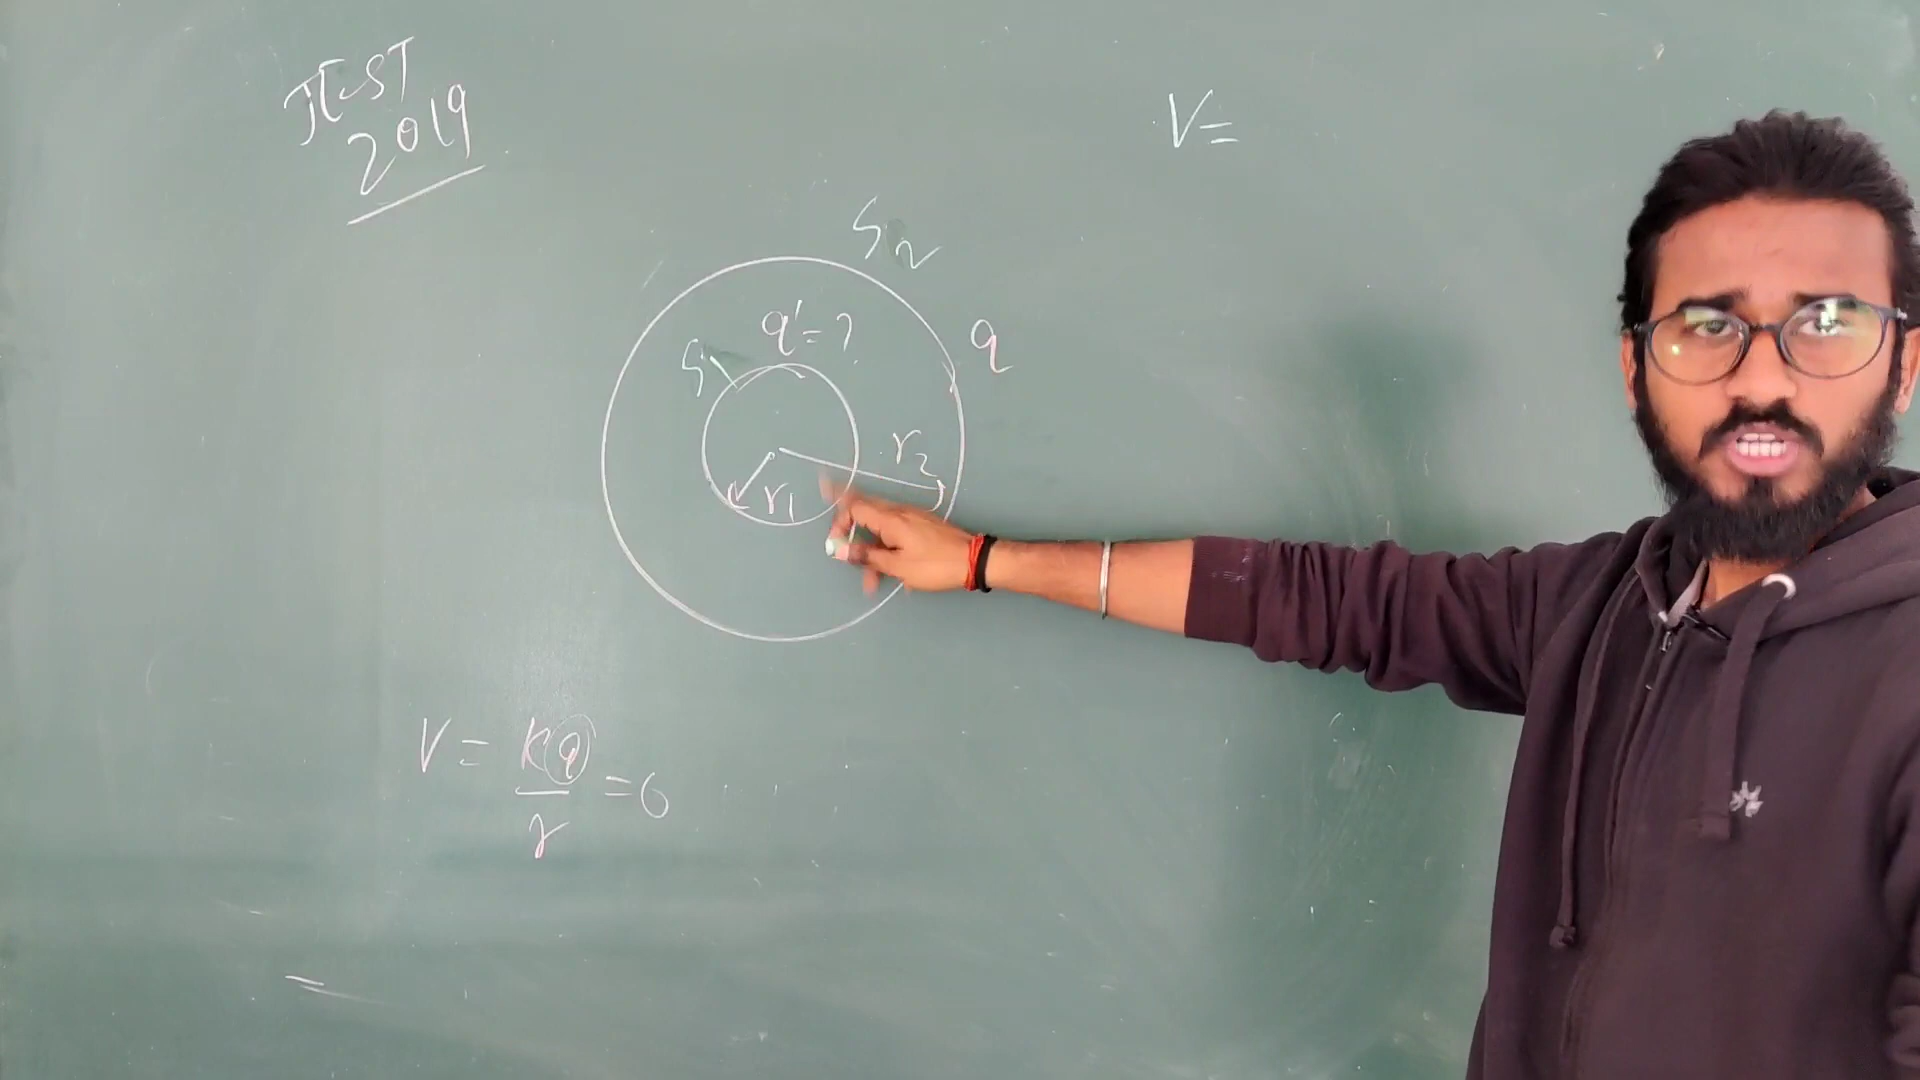 JEST
2019
V=
S2
q'=?
q
S1
r2
r1
V = kq/r = 0
=